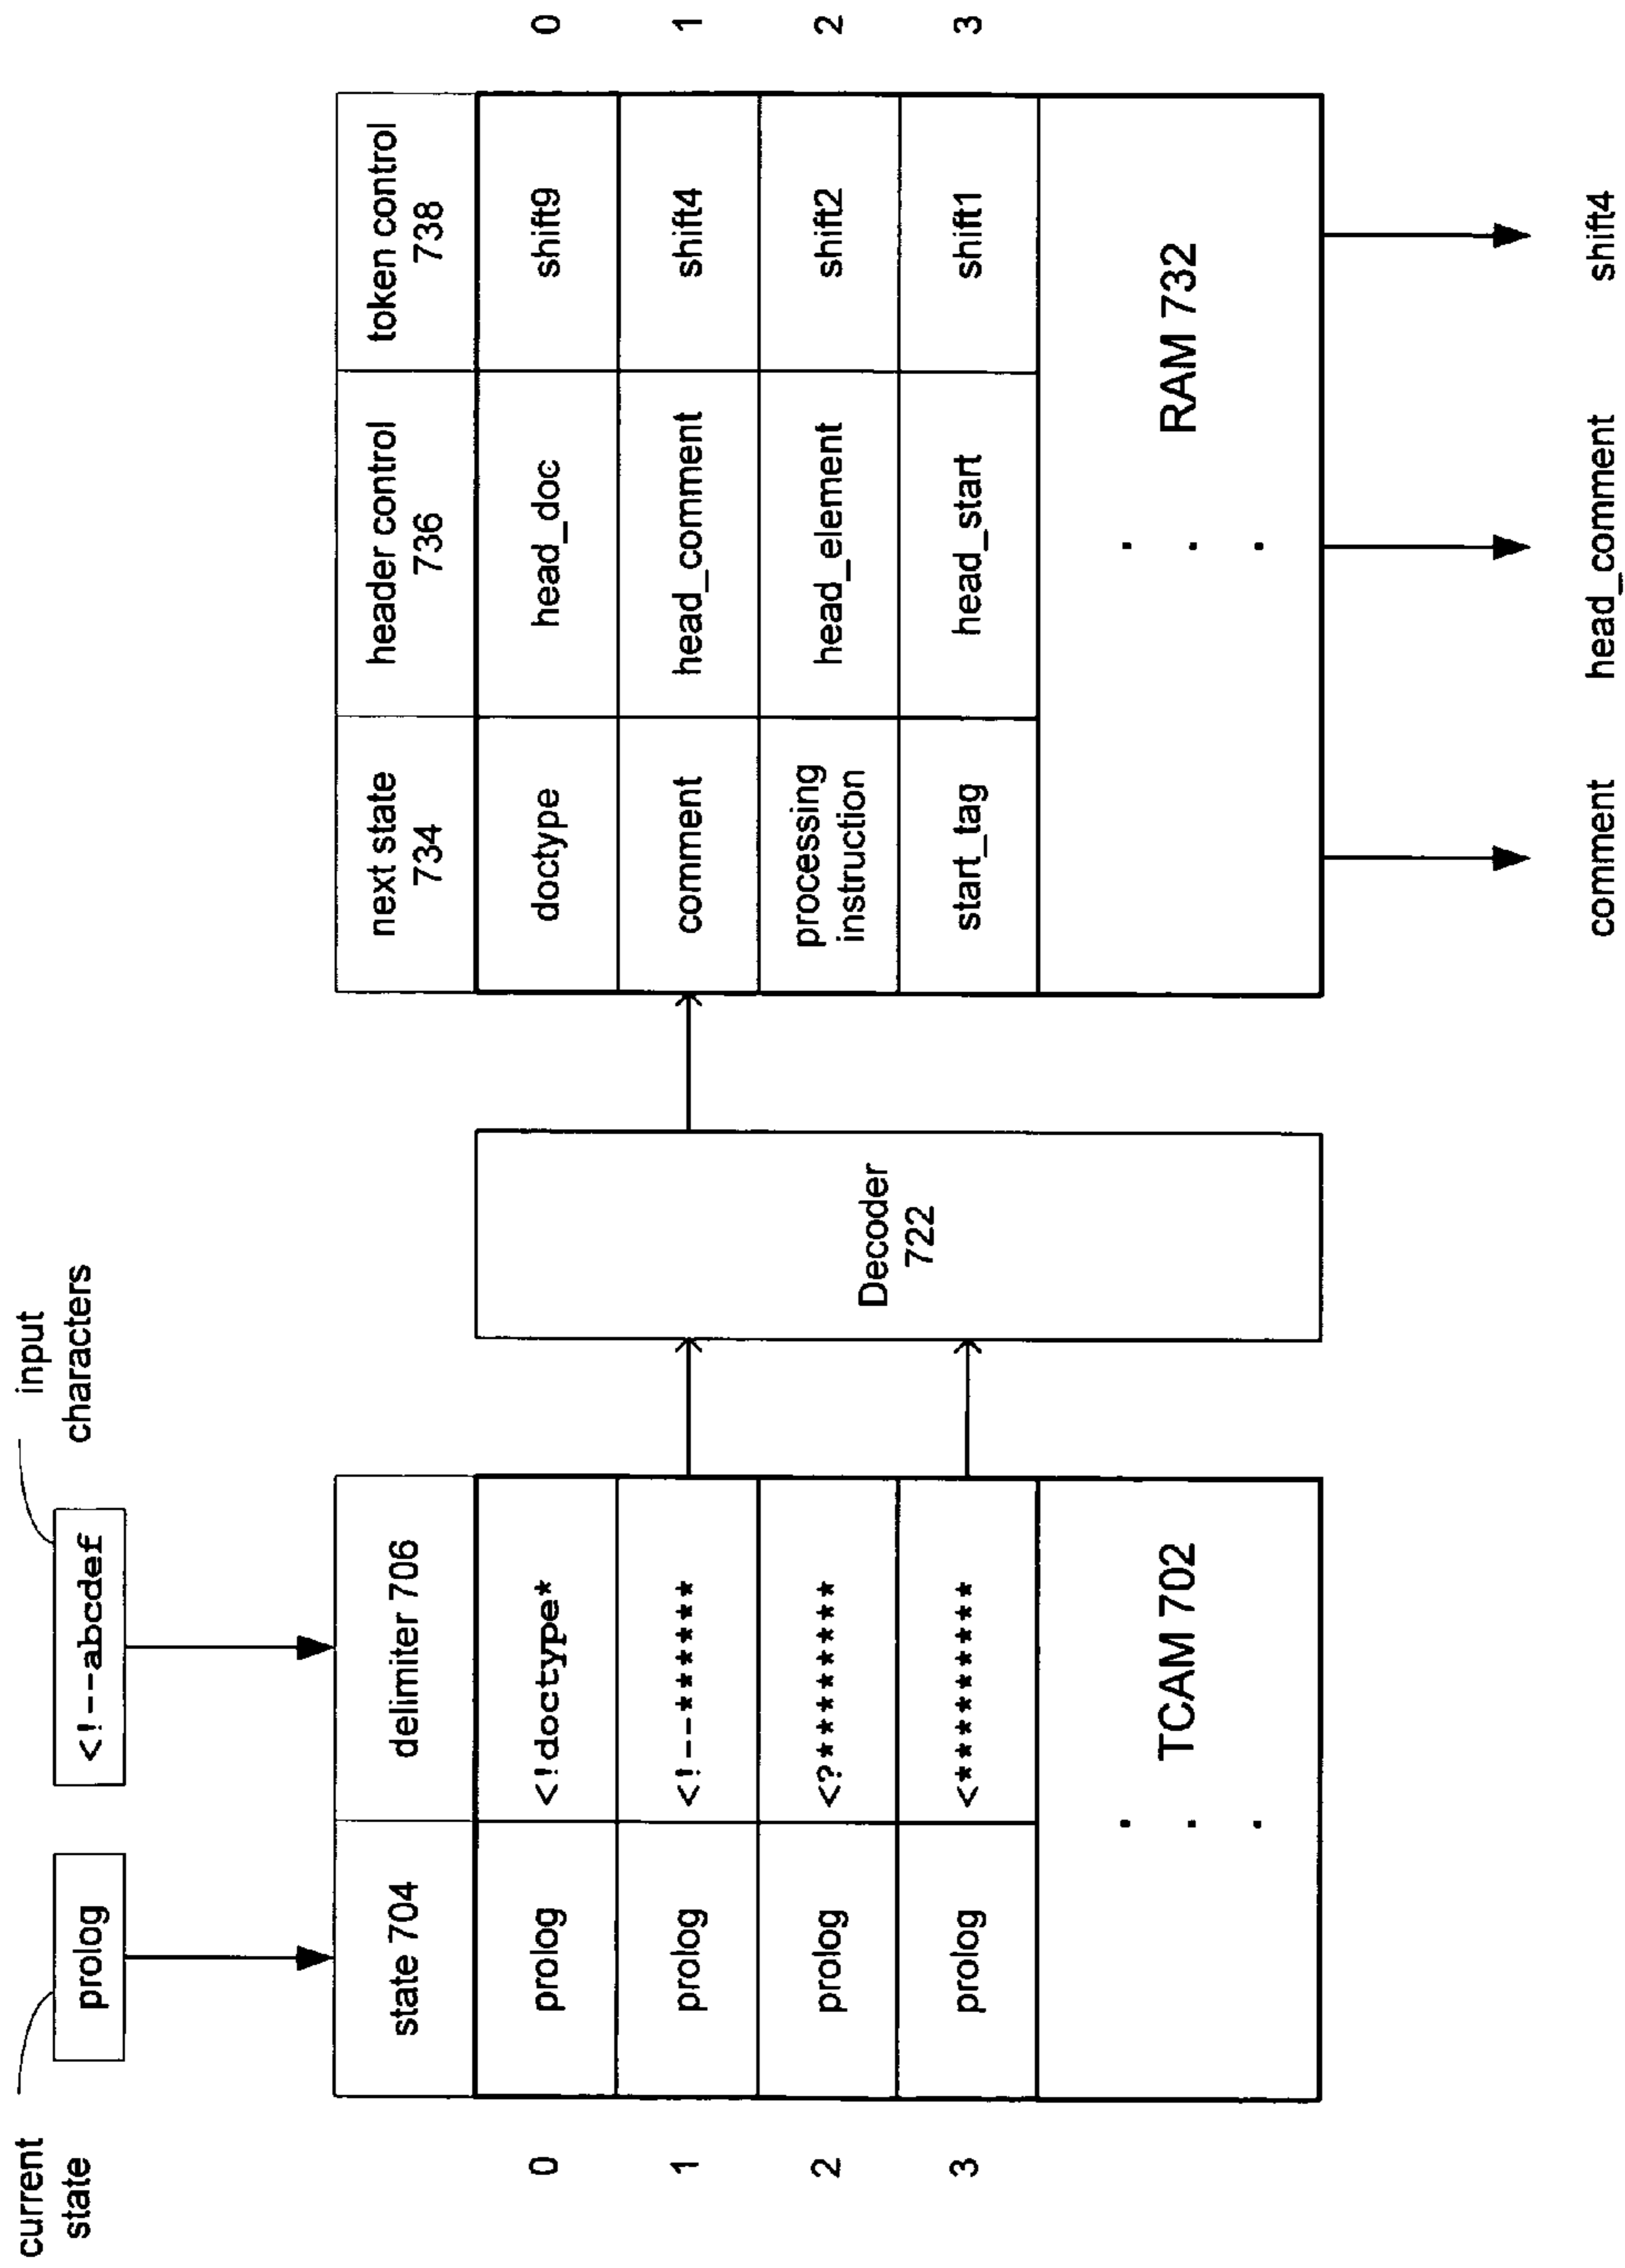 current
state
prolog
<!--abcdef
input
characters
state 704
delimiter 706
0
prolog
<!doctype*
1
prolog
<!--******
2
prolog
<?********
3
prolog
<*********
. . .
TCAM 702
Decoder
722
next state
734
header control
736
token control
738
doctype
head_doc
shift9
0
comment
head_comment
shift4
1
processing
instruction
head_element
shift2
2
start_tag
head_start
shift1
3
. . .
RAM 732
comment
head_comment
shift4